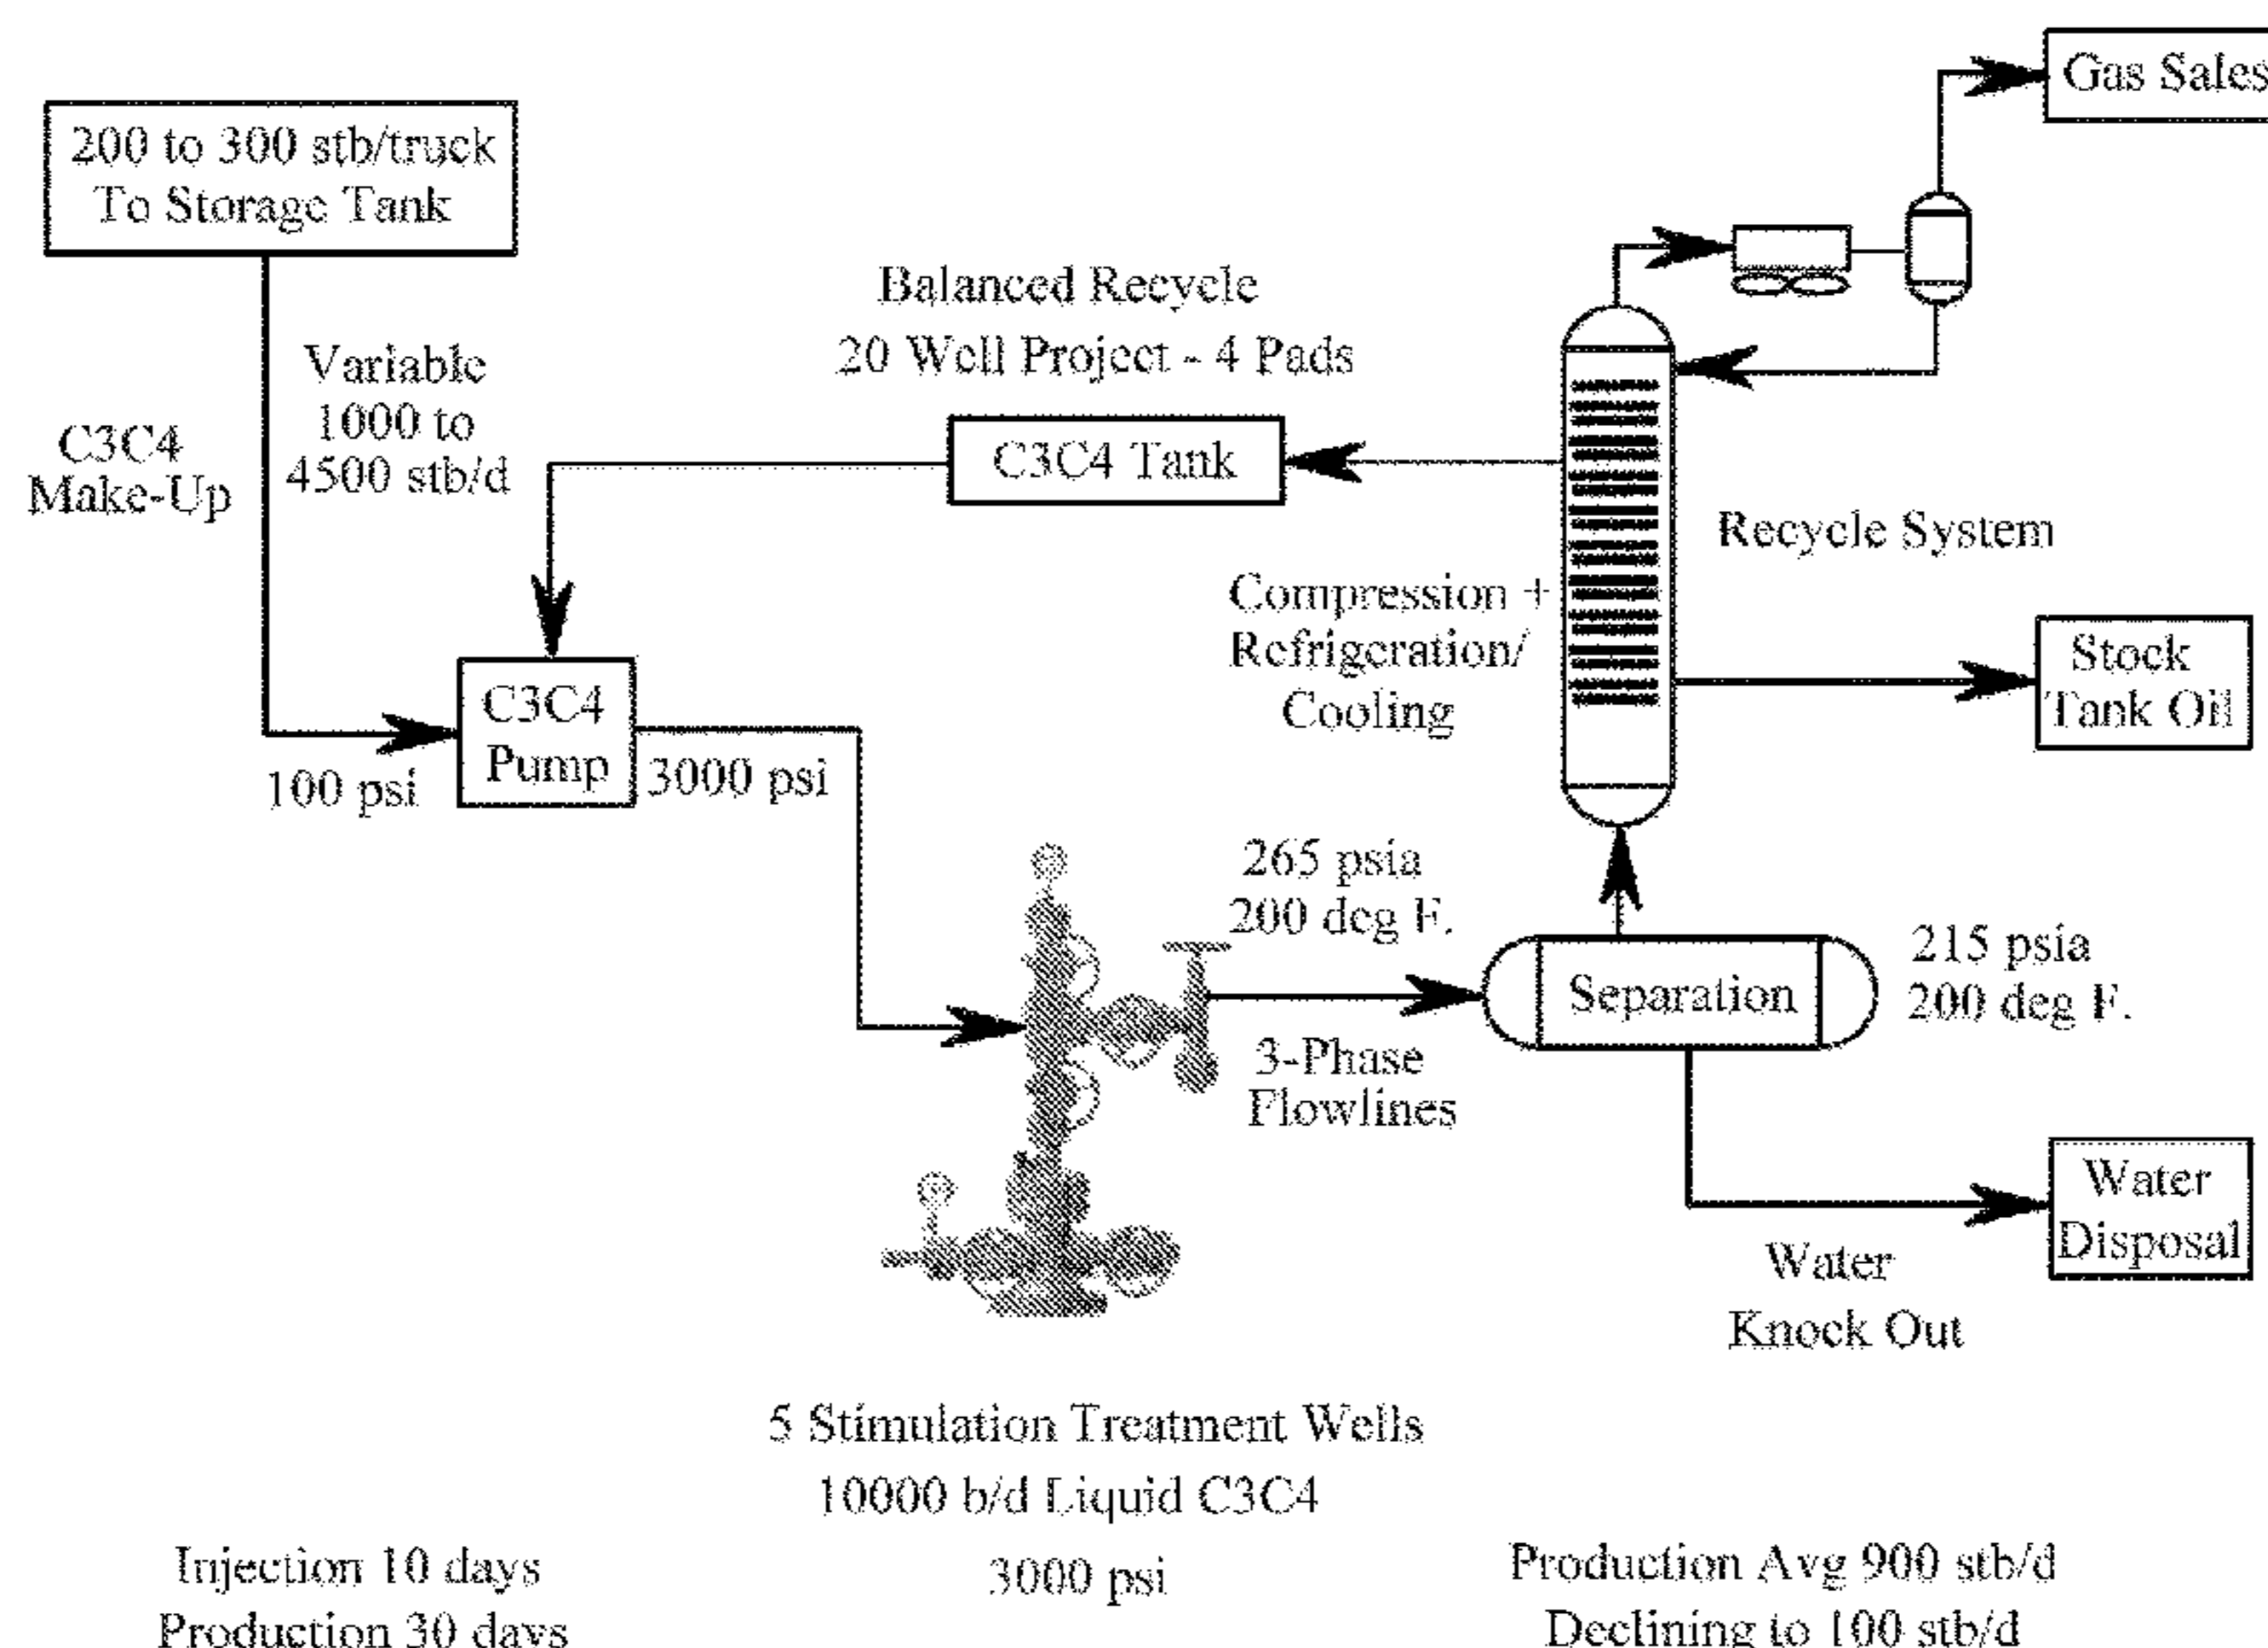 Gas Sales
200 to 300 stb/truck
To Storage Tank
Balanced Recycle
20 Well Project - 4 Pads
Variable
1000 to
4500 stb/d
C3C4
Make-Up
C3C4 Tank
Recycle System
Compression +
Refrigeration/
Cooling
Stock
Tank Oil
C3C4
Pump
100 psi
3000 psi
265 psia
200 deg F.
Separation
215 psia
200 deg F.
3-Phase
Flowlines
Water
Disposal
Water
Knock Out
5 Stimulation Treatment Wells
10000 b/d Liquid C3C4
3000 psi
Injection 10 days
Production 30 days
Production Avg 900 stb/d
Declining to 100 stb/d